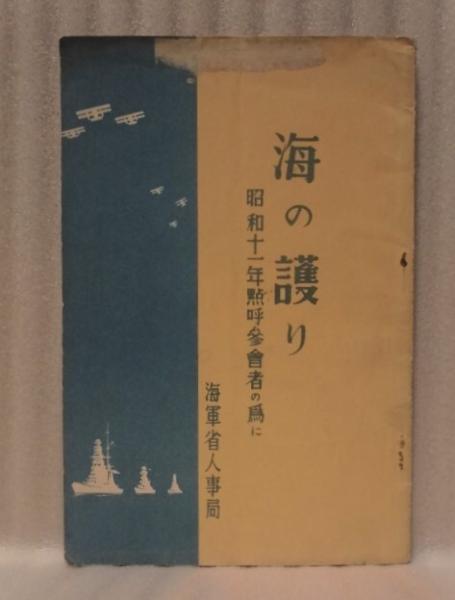 海の護り
昭和十一年點呼參會者の爲に
海軍省人事局